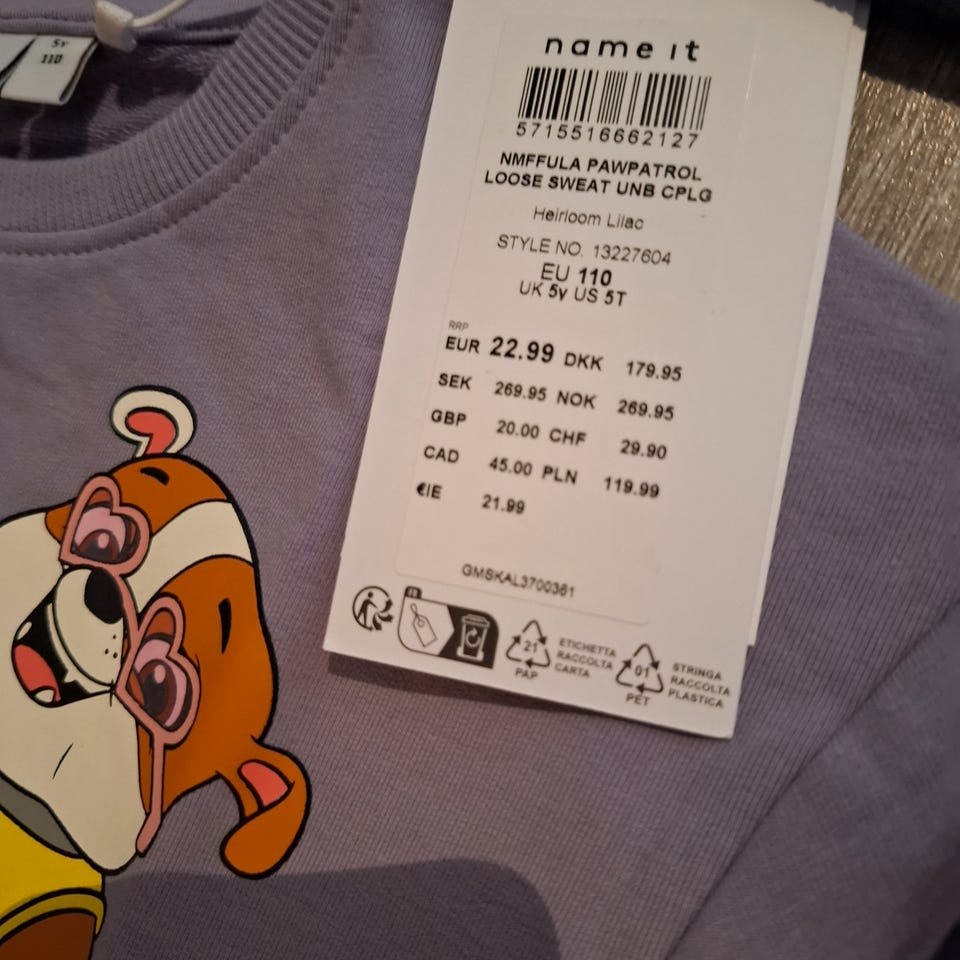 5Y
110
name it
5715516662127
NMFFULA PAWPATROL
LOOSE SWEAT UNB CPLG
Heirloom Lilac
STYLE NO. 13227604
EU 110
UK 5y US 5T
RRP
EUR 22.99 DKK 179.95
SEK 269.95 NOK 269.95
GBP 20.00 CHF 29.90
CAD 45.00 PLN 119.99
€IE 21.99
GMSKAL3700361
FR
21
PAP
ETICHETTA
RACCOLTA
CARTA
01
PET
STRINGA
RACCOLTA
PLASTICA